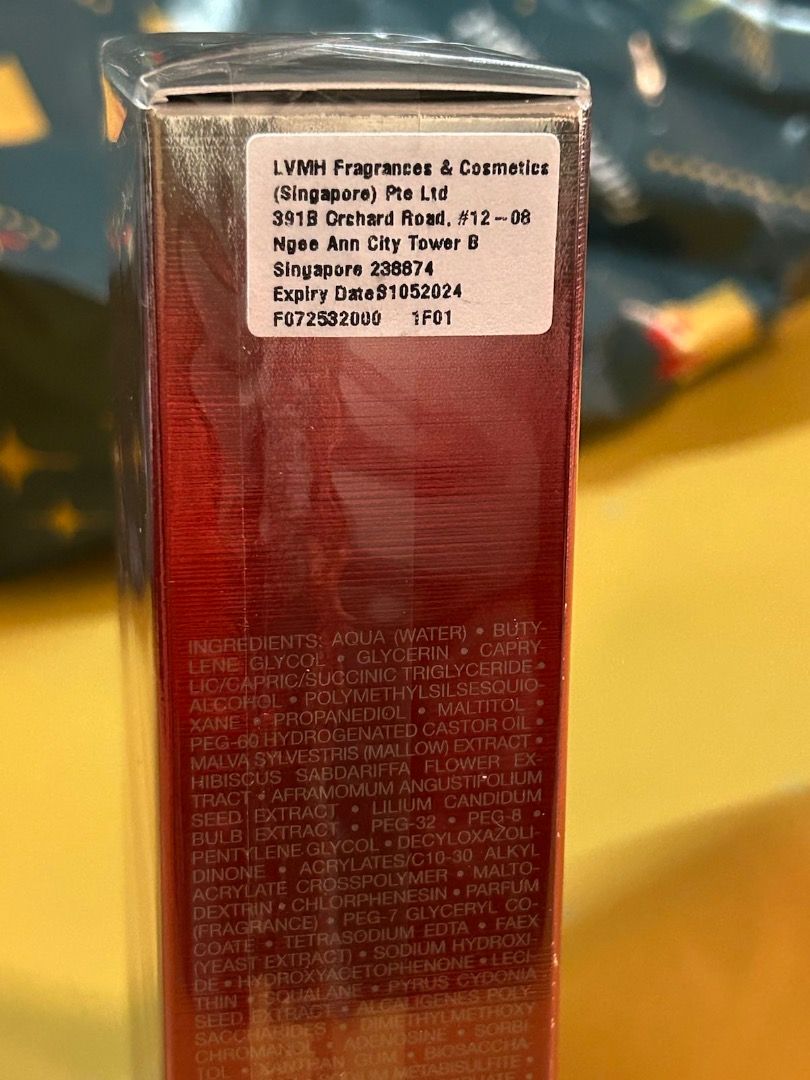 LVMH Fragrances & Cosmetics
(Singapore) Pte Ltd
391B Orchard Road, #12-08
Ngee Ann City Tower B
Singapore 238874
Expiry Date31052024
F072532000 1F01
INGREDIENTS: AQUA (WATER) • BUTY-
LENE GLYCOL • GLYCERIN • CAPRY-
LIC/CAPRIC/SUCCINIC TRIGLYCERIDE •
ALCOHOL • POLYMETHYLSILSESQUIO-
XANE • PROPANEDIOL • MALTITOL •
PEG-60 HYDROGENATED CASTOR OIL •
MALVA SYLVESTRIS (MALLOW) EXTRACT •
HIBISCUS SABDARIFFA FLOWER EX-
TRACT • AFRAMOMUM ANGUSTIFOLIUM
SEED EXTRACT • LILIUM CANDIDUM
BULB EXTRACT • PEG-32 • PEG-8 •
PENTYLENE GLYCOL • DECYLOXAZOLI-
DINONE • ACRYLATES/C10-30 ALKYL
ACRYLATE CROSSPOLYMER • MALTO-
DEXTRIN • CHLORPHENESIN • PARFUM
(FRAGRANCE) • PEG-7 GLYCERYL CO-
COATE • TETRASODIUM EDTA • FAEX
(YEAST EXTRACT) • SODIUM HYDROXI-
DE • HYDROXYACETOPHENONE • LECI-
THIN • SQUALANE • PYRUS CYDONIA
SEED EXTRACT • ALCALIGENES POLY-
SACCHARIDES • DIMETHYLMETHOXY
CHROMANOL • ADENOSINE • SORBI
TOL • XANTHAN GUM • BIOSACCHA-
METABISULFITE •